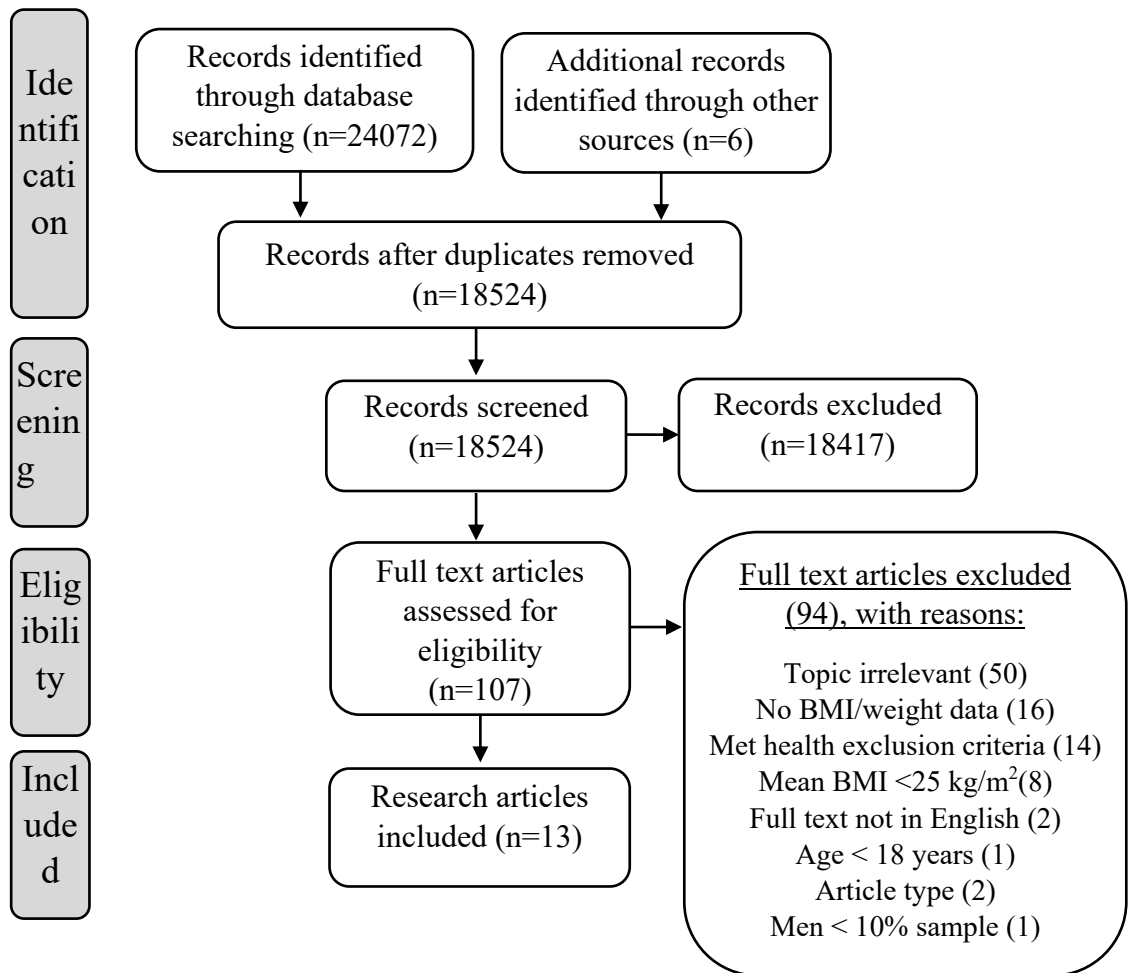 Ide
ntifi
cati
on
Records identified
through database
searching (n=24072)
Additional records
identified through other
sources (n=6)
Records after duplicates removed
(n=18524)
Scre
enin
g
Records screened
(n=18524)
Records excluded
(n=18417)
Elig
ibili
ty
Full text articles
assessed for
eligibility
(n=107)
Full text articles excluded
(94), with reasons:
Topic irrelevant (50)
No BMI/weight data (16)
Met health exclusion criteria (14)
Mean BMI <25 kg/m²(8)
Full text not in English (2)
Age < 18 years (1)
Article type (2)
Men < 10% sample (1)
Incl
ude
d
Research articles
included (n=13)